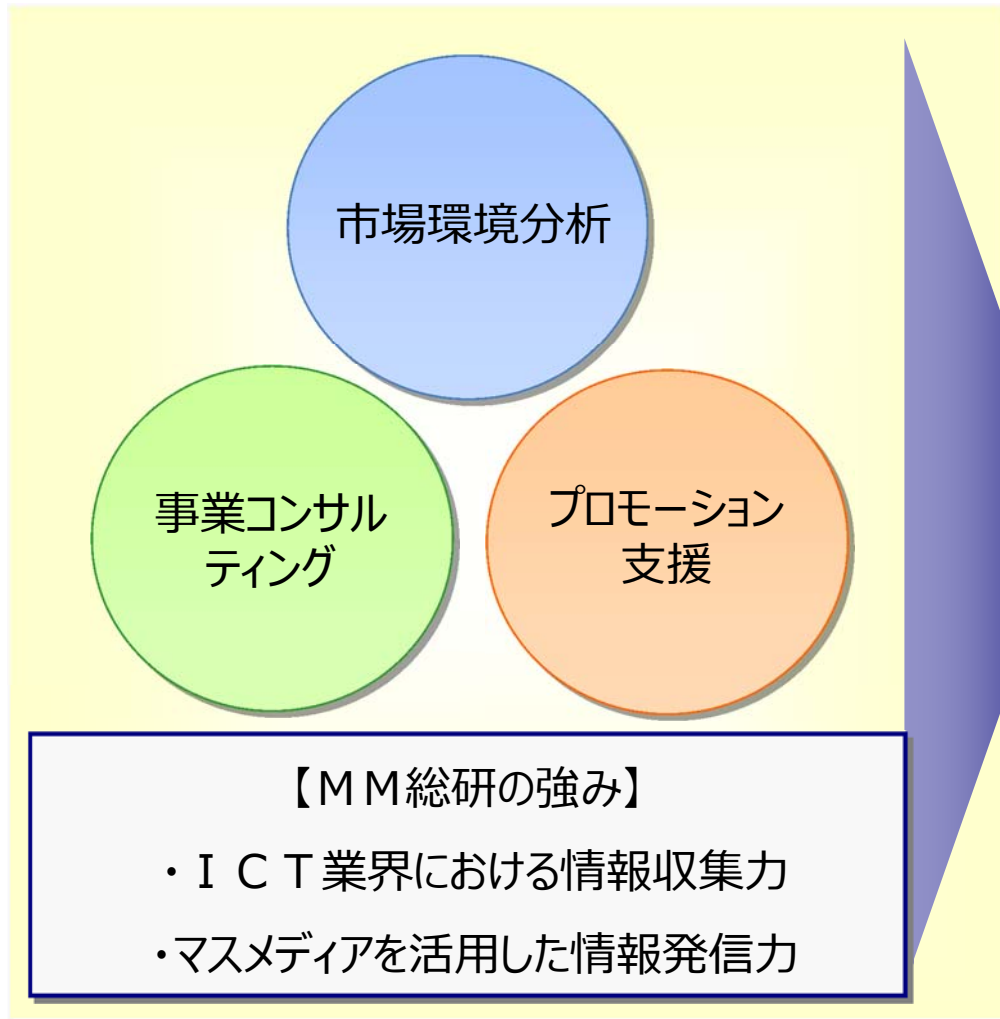 市場環境分析
事業コンサル
ティング
プロモーション
支援
【ＭＭ総研の強み】
・ＩＣＴ業界における情報収集力
・マスメディアを活用した情報発信力